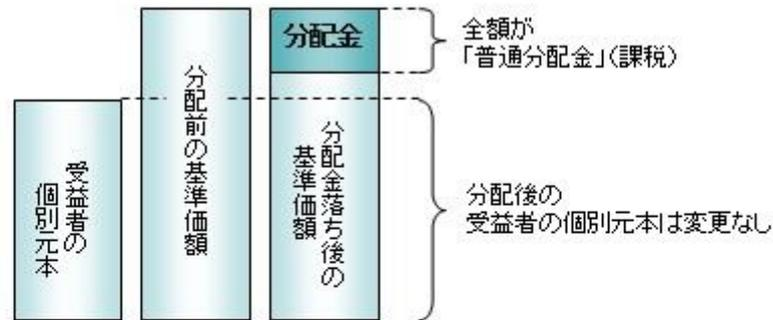 分配金
全額が
「普通分配金」(課税)
受益者の
個別元本
分配前の基準価額
分配金落ち後の
基準価額
分配後の
受益者の個別元本は変更なし